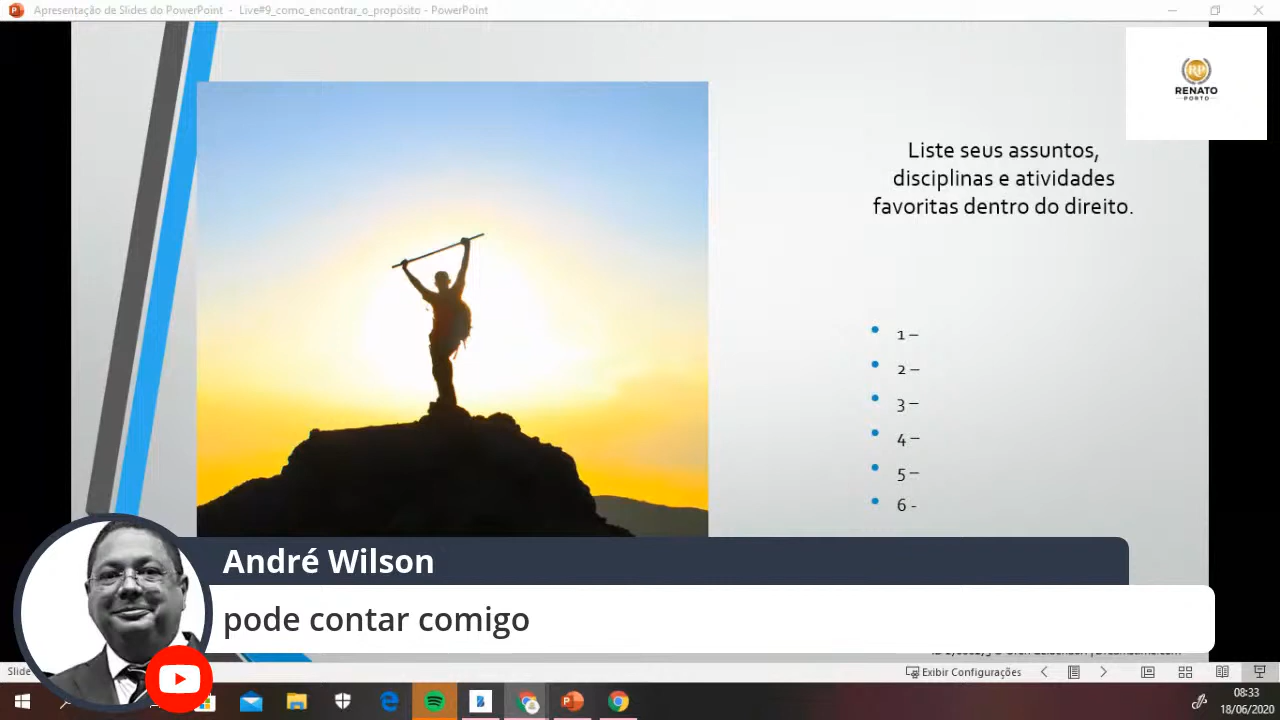 Apresentação de Slides do PowerPoint - Live#9_como_encontrar_o_propósito - PowerPoint
RP
RENATO
PORTO
Liste seus assuntos,
disciplinas e atividades
favoritas dentro do direito.
1 –
2 –
3 –
4 –
5 –
6 -
André Wilson
pode contar comigo
Slide
Exibir Configurações
08:33
18/06/2020